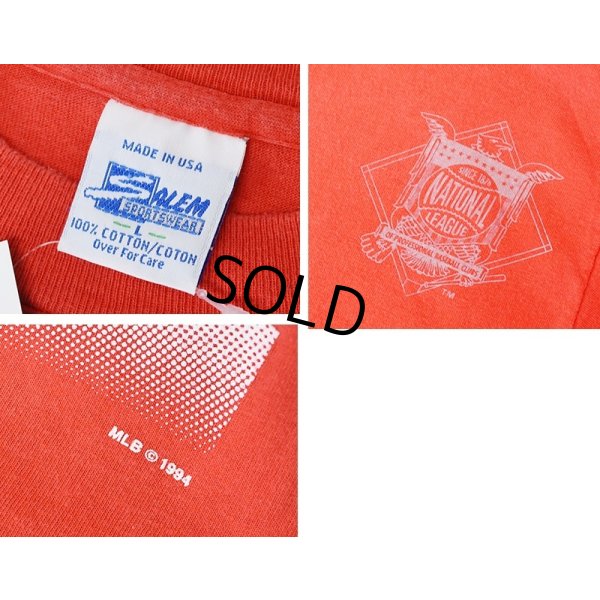 MADE IN USA
SALEM
SPORTSWEAR
L
100% COTTON/COTON
Over For Care
SINCE 1876
NATIONAL
LEAGUE
OF PROFESSIONAL BASEBALL CLUBS
TM
SOLD
MLB © 1994